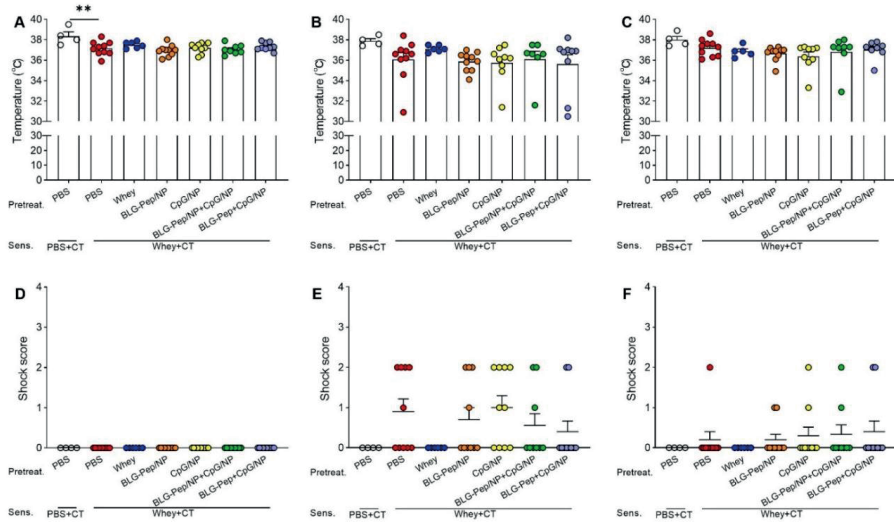 A
**
Temperature (°C)
40
38
36
34
32
30
30
20
10
0
Pretreat.
PBS
PBS
Whey
BLG-Pep/NP
CpG/NP
BLG-Pep/NP+CpG/NP
BLG-Pep+CpG/NP
Sens.
PBS+CT
Whey+CT
B
Temperature (°C)
40
38
36
34
32
30
30
20
10
0
Pretreat.
PBS
PBS
Whey
BLG-Pep/NP
CpG/NP
BLG-Pep/NP+CpG/NP
BLG-Pep+CpG/NP
Sens.
PBS+CT
Whey+CT
C
Temperature (°C)
40
38
36
34
32
30
30
20
10
0
Pretreat.
PBS
PBS
Whey
BLG-Pep/NP
CpG/NP
BLG-Pep/NP+CpG/NP
BLG-Pep+CpG/NP
Sens.
PBS+CT
Whey+CT
D
Shock score
4
3
2
1
0
Pretreat.
PBS
PBS
Whey
BLG-Pep/NP
CpG/NP
BLG-Pep/NP+CpG/NP
BLG-Pep+CpG/NP
Sens.
PBS+CT
Whey+CT
E
Shock score
4
3
2
1
0
Pretreat.
PBS
PBS
Whey
BLG-Pep/NP
CpG/NP
BLG-Pep/NP+CpG/NP
BLG-Pep+CpG/NP
Sens.
PBS+CT
Whey+CT
F
Shock score
4
3
2
1
0
Pretreat.
PBS
PBS
Whey
BLG-Pep/NP
CpG/NP
BLG-Pep/NP+CpG/NP
BLG-Pep+CpG/NP
Sens.
PBS+CT
Whey+CT